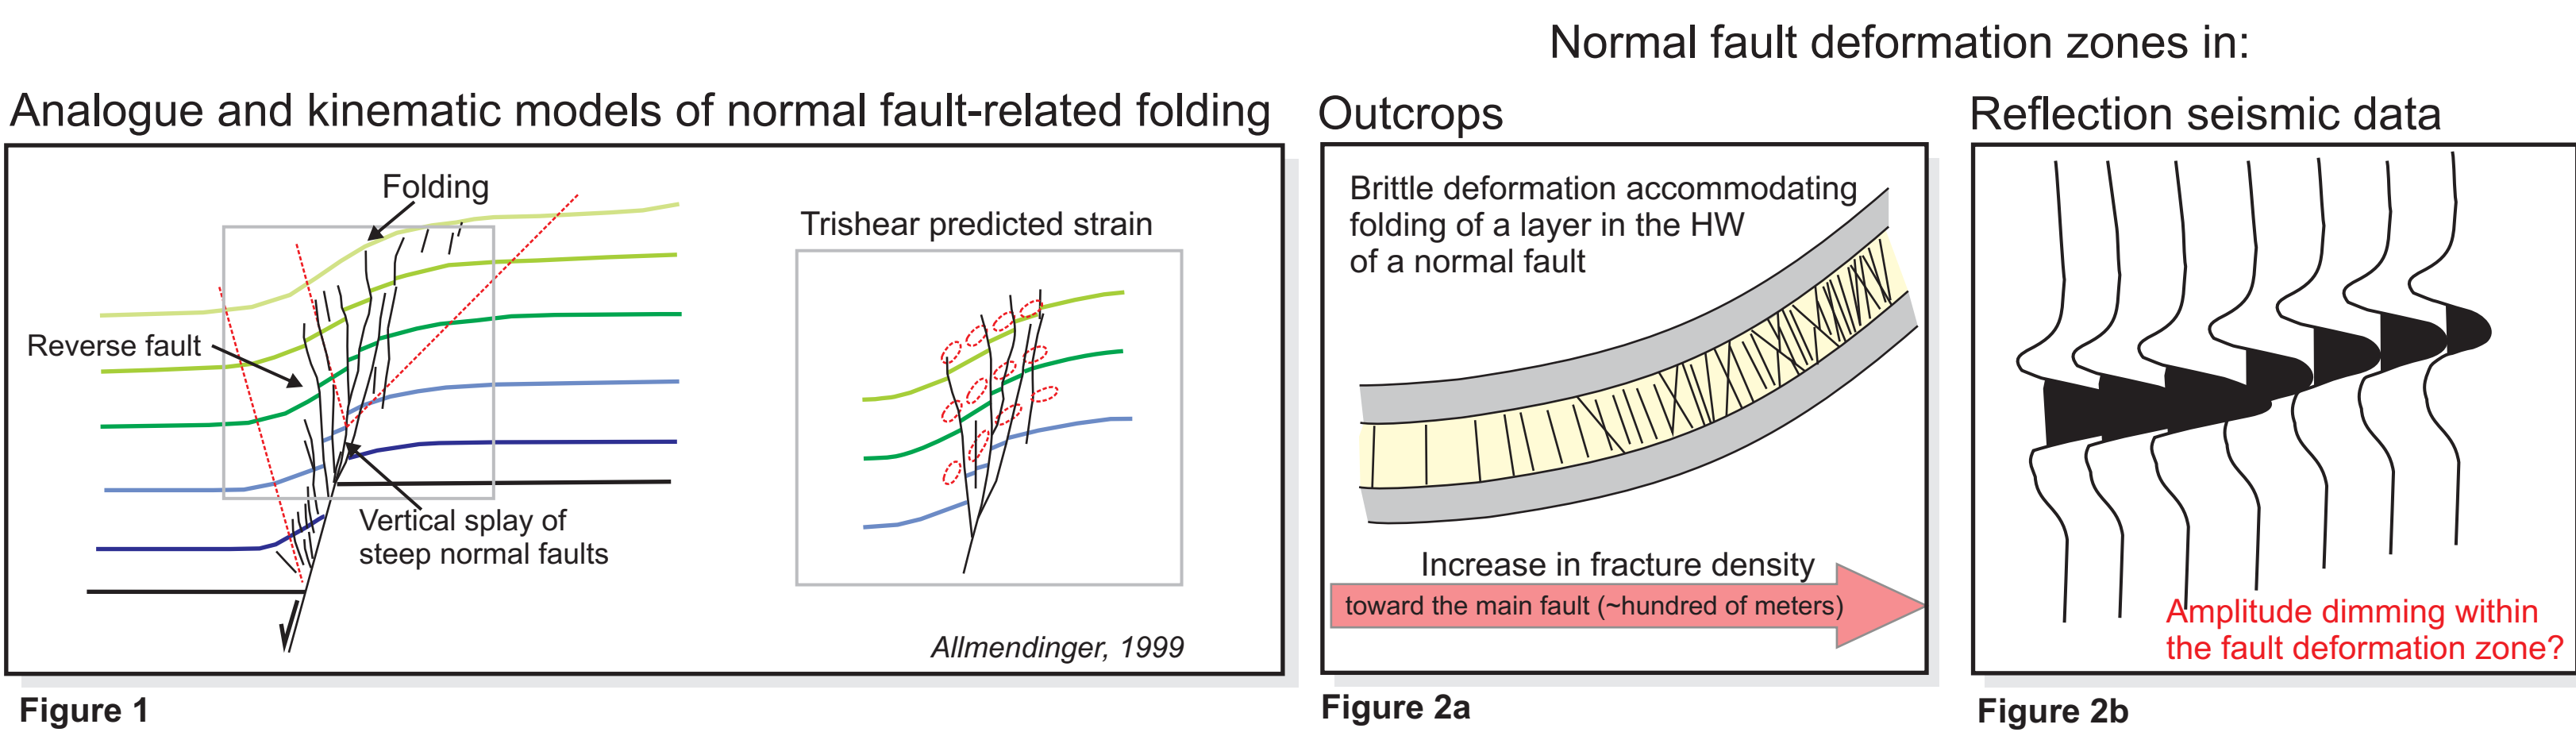 Normal fault deformation zones in:
Analogue and kinematic models of normal fault-related folding
Outcrops
Reflection seismic data
Folding
Reverse fault
Vertical splay of
steep normal faults
Trishear predicted strain
Allmendinger, 1999
Brittle deformation accommodating
folding of a layer in the HW
of a normal fault
Increase in fracture density
toward the main fault (~hundred of meters)
Amplitude dimming within
the fault deformation zone?
Figure 1
Figure 2a
Figure 2b